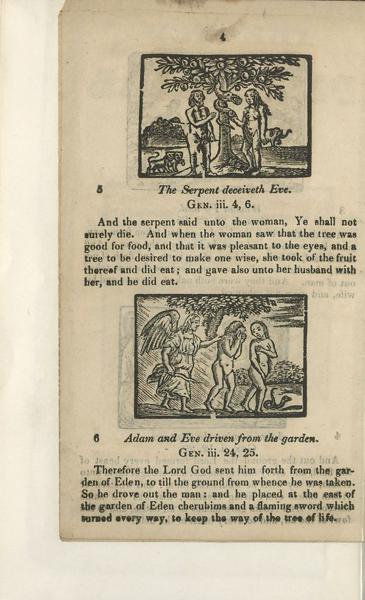 4
5
The Serpent deceiveth Eve.
GEN. iii. 4, 6.
And the serpent said unto the woman, Ye shall not
surely die. And when the woman saw that the tree was
good for food, and that it was pleasant to the eyes, and a
tree to be desired to make one wise, she took of the fruit
thereof and did eat; and gave also unto her husband with
her, and he did eat.
6
Adam and Eve driven from the garden.
GEN. iii. 24, 25.
Therefore the Lord God sent him forth from the gar-
den of Eden, to till the ground from whence he was taken.
So he drove out the man: and he placed at the east of
the garden of Eden cherubims and a flaming sword which
turned every way, to keep the way of the tree of life.